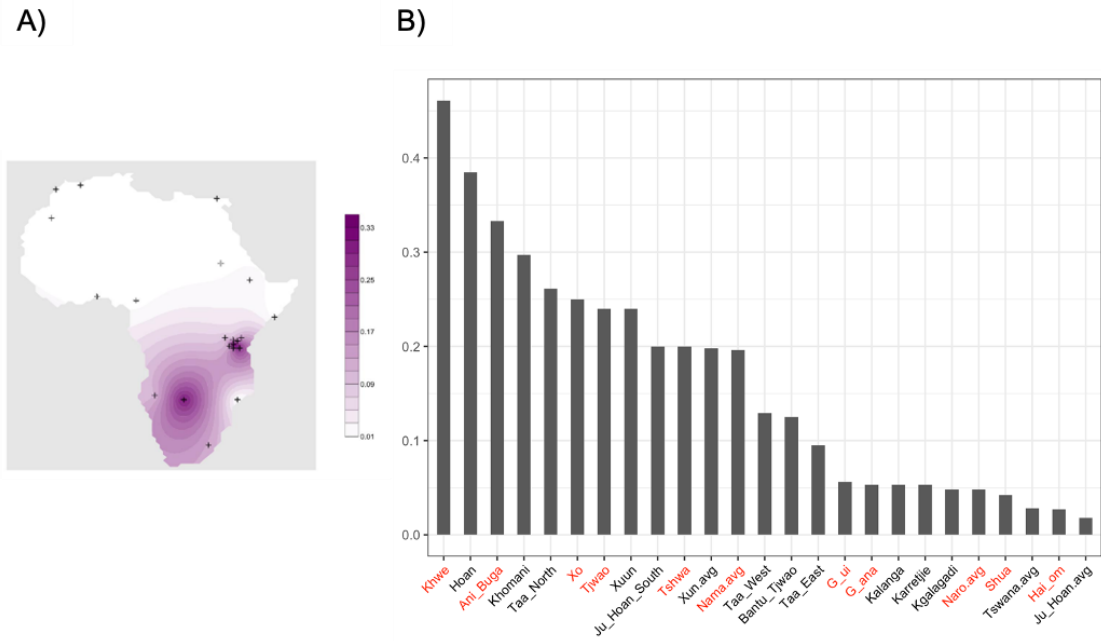 A)
B)
0.33
0.25
0.17
0.09
0.01
0.4
0.3
0.2
0.1
0.0
Khwe
Hoan
Ani_Buga
Khomani
Taa_North
Xo
Tjwao
Xuun
Ju_Hoan_South
Tshwa
Xun.avg
Nama.avg
Taa_West
Bantu_Tjwao
Taa_East
G_ui
G_ana
Kalanga
Karretjie
Kgalagadi
Naro.avg
Shua
Tswana.avg
Hai_om
Ju_Hoan.avg